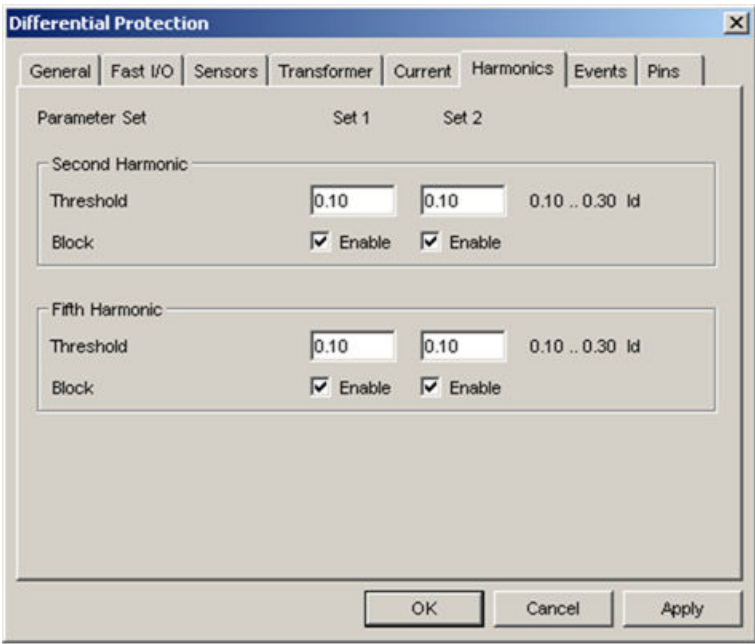 Differential Protection
General Fast I/O Sensors Transformer Current Harmonics Events Pins
Parameter Set Set 1 Set 2
Second Harmonic
Threshold 0.10 0.10 0.10 .. 0.30 Id
Block Enable Enable
Fifth Harmonic
Threshold 0.10 0.10 0.10 .. 0.30 Id
Block Enable Enable
OK Cancel Apply